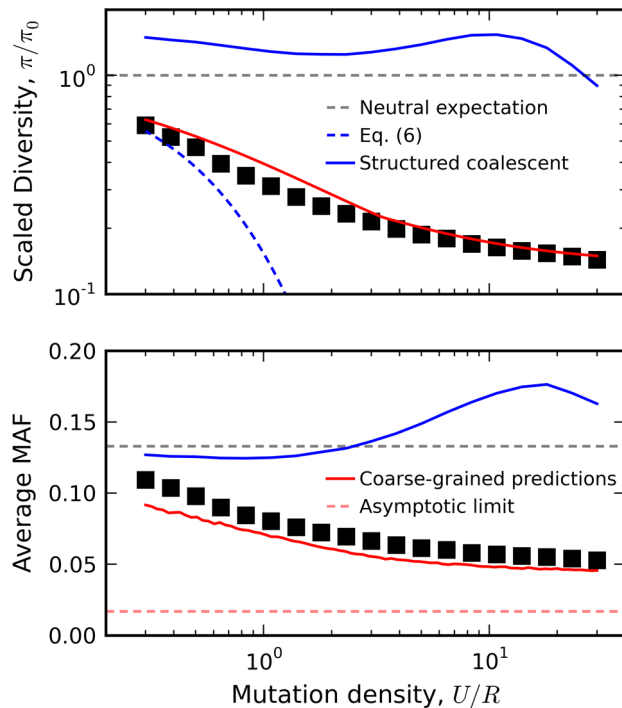 Scaled Diversity, π/π₀
10⁰
10⁻¹
Neutral expectation
Eq. (6)
Structured coalescent
Average MAF
0.20
0.15
0.10
0.05
0.00
Coarse-grained predictions
Asymptotic limit
10⁰
10¹
Mutation density, U/R